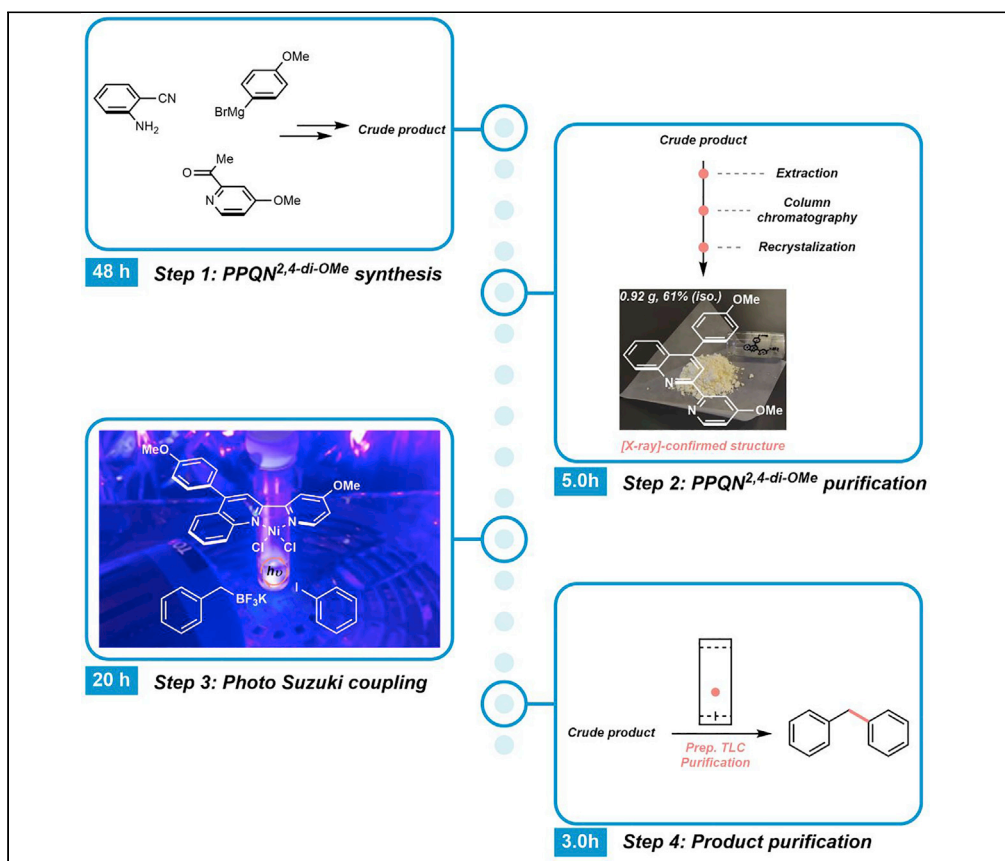 OMe
CN
NH₂
BrMg
Crude product
Me
O
N
OMe
48 h Step 1: PPQN²,⁴⁻ᵈⁱ⁻ᴼᴹᵉ synthesis
Crude product
Extraction
Column
chromatography
Recrystalization
0.92 g, 61% (iso.)
OMe
N
N
OMe
[X-ray]-confirmed structure
5.0h Step 2: PPQN²,⁴⁻ᵈⁱ⁻ᴼᴹᵉ purification
MeO
OMe
N N
Ni
Cl Cl
hυ
BF₃K
I
20 h Step 3: Photo Suzuki coupling
Crude product
Prep. TLC
Purification
3.0h Step 4: Product purification